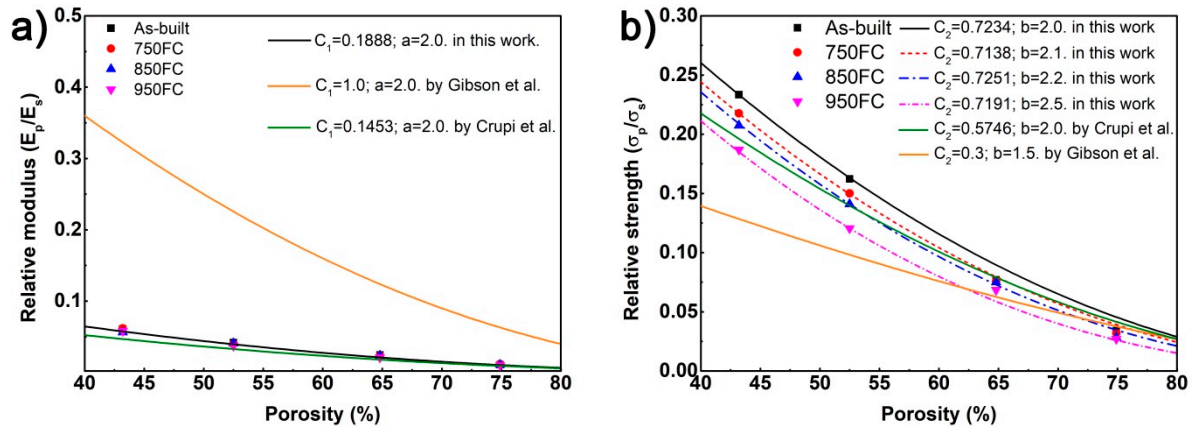 a)
As-built
750FC
850FC
950FC
C₁=0.1888; a=2.0. in this work.
C₁=1.0; a=2.0. by Gibson et al.
C₁=0.1453; a=2.0. by Crupi et al.
Relative modulus (Eₚ/Eₛ)
0.5
0.4
0.3
0.2
0.1
40 45 50 55 60 65 70 75 80
Porosity (%)
b)
As-built
750FC
850FC
950FC
C₂=0.7234; b=2.0. in this work
C₂=0.7138; b=2.1. in this work
C₂=0.7251; b=2.2. in this work
C₂=0.7191; b=2.5. in this work
C₂=0.5746; b=2.0. by Crupi et al.
C₂=0.3; b=1.5. by Gibson et al.
Relative strength (σₚ/σₛ)
0.30
0.25
0.20
0.15
0.10
0.05
0.00
40 45 50 55 60 65 70 75 80
Porosity (%)